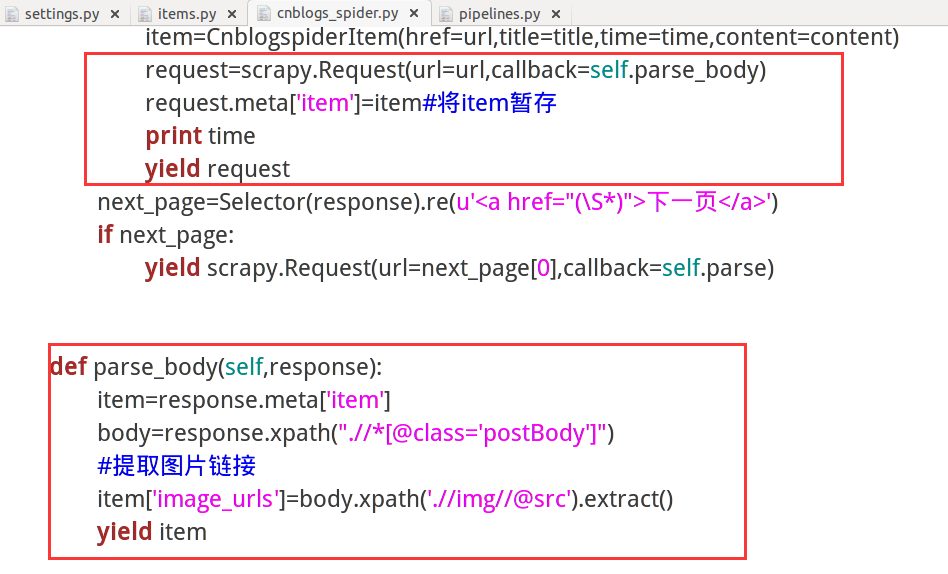 settings.py × items.py × cnblogs_spider.py × pipelines.py ×
item=CnblogspiderItem(href=url,title=title,time=time,content=content)
request=scrapy.Request(url=url,callback=self.parse_body)
request.meta['item']=item#将item暂存
print time
yield request
next_page=Selector(response).re(u'<a href="(\S*)">下一页</a>')
if next_page:
yield scrapy.Request(url=next_page[0],callback=self.parse)
def parse_body(self,response):
item=response.meta['item']
body=response.xpath(".//*[@class='postBody']")
#提取图片链接
item['image_urls']=body.xpath('.//img//@src').extract()
yield item